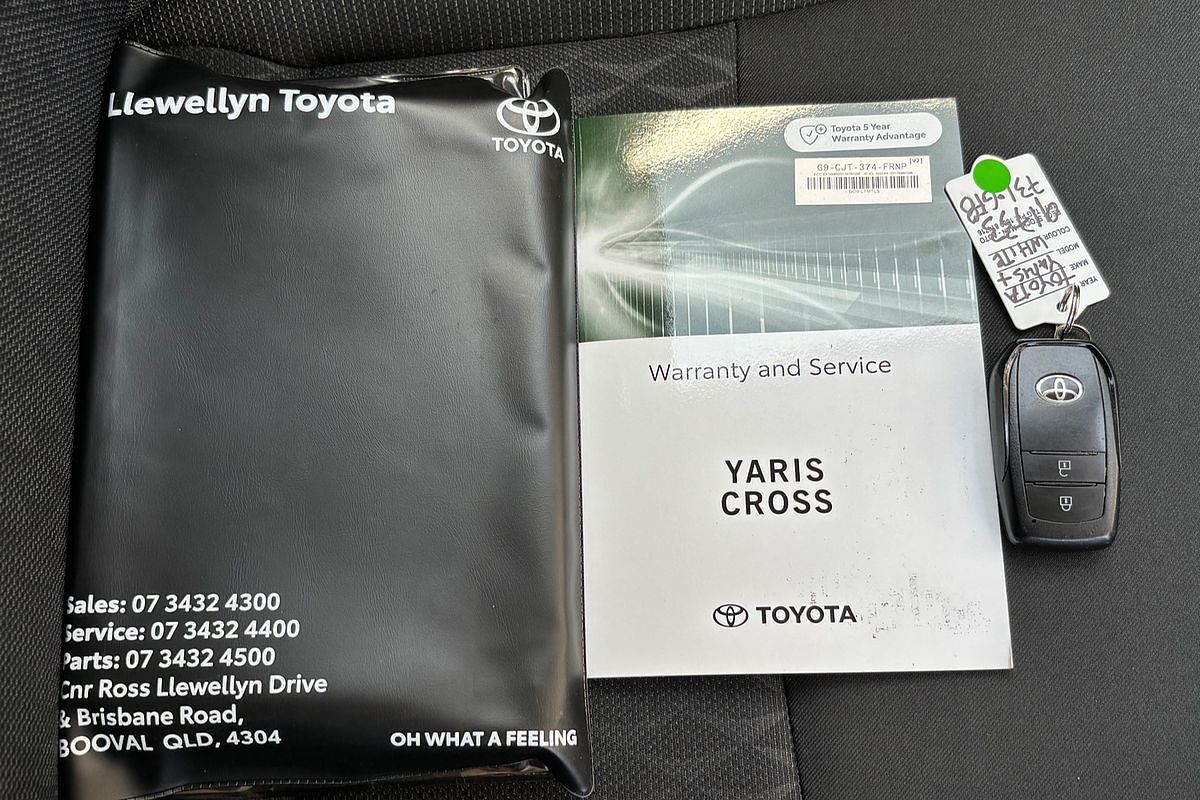 Llewellyn Toyota
TOYOTA
Sales: 07 3432 4300
Service: 07 3432 4400
Parts: 07 3432 4500
Cnr Ross Llewellyn Drive
& Brisbane Road,
BOOVAL QLD, 4304
OH WHAT A FEELING
Toyota 5 Year
Warranty Advantage
69-CJT-374-FRNP [V2]
Warranty and Service
YARIS
CROSS
TOYOTA
YEAR
MAKE TOYOTA
MODEL YARIS +
COLOUR WHITE